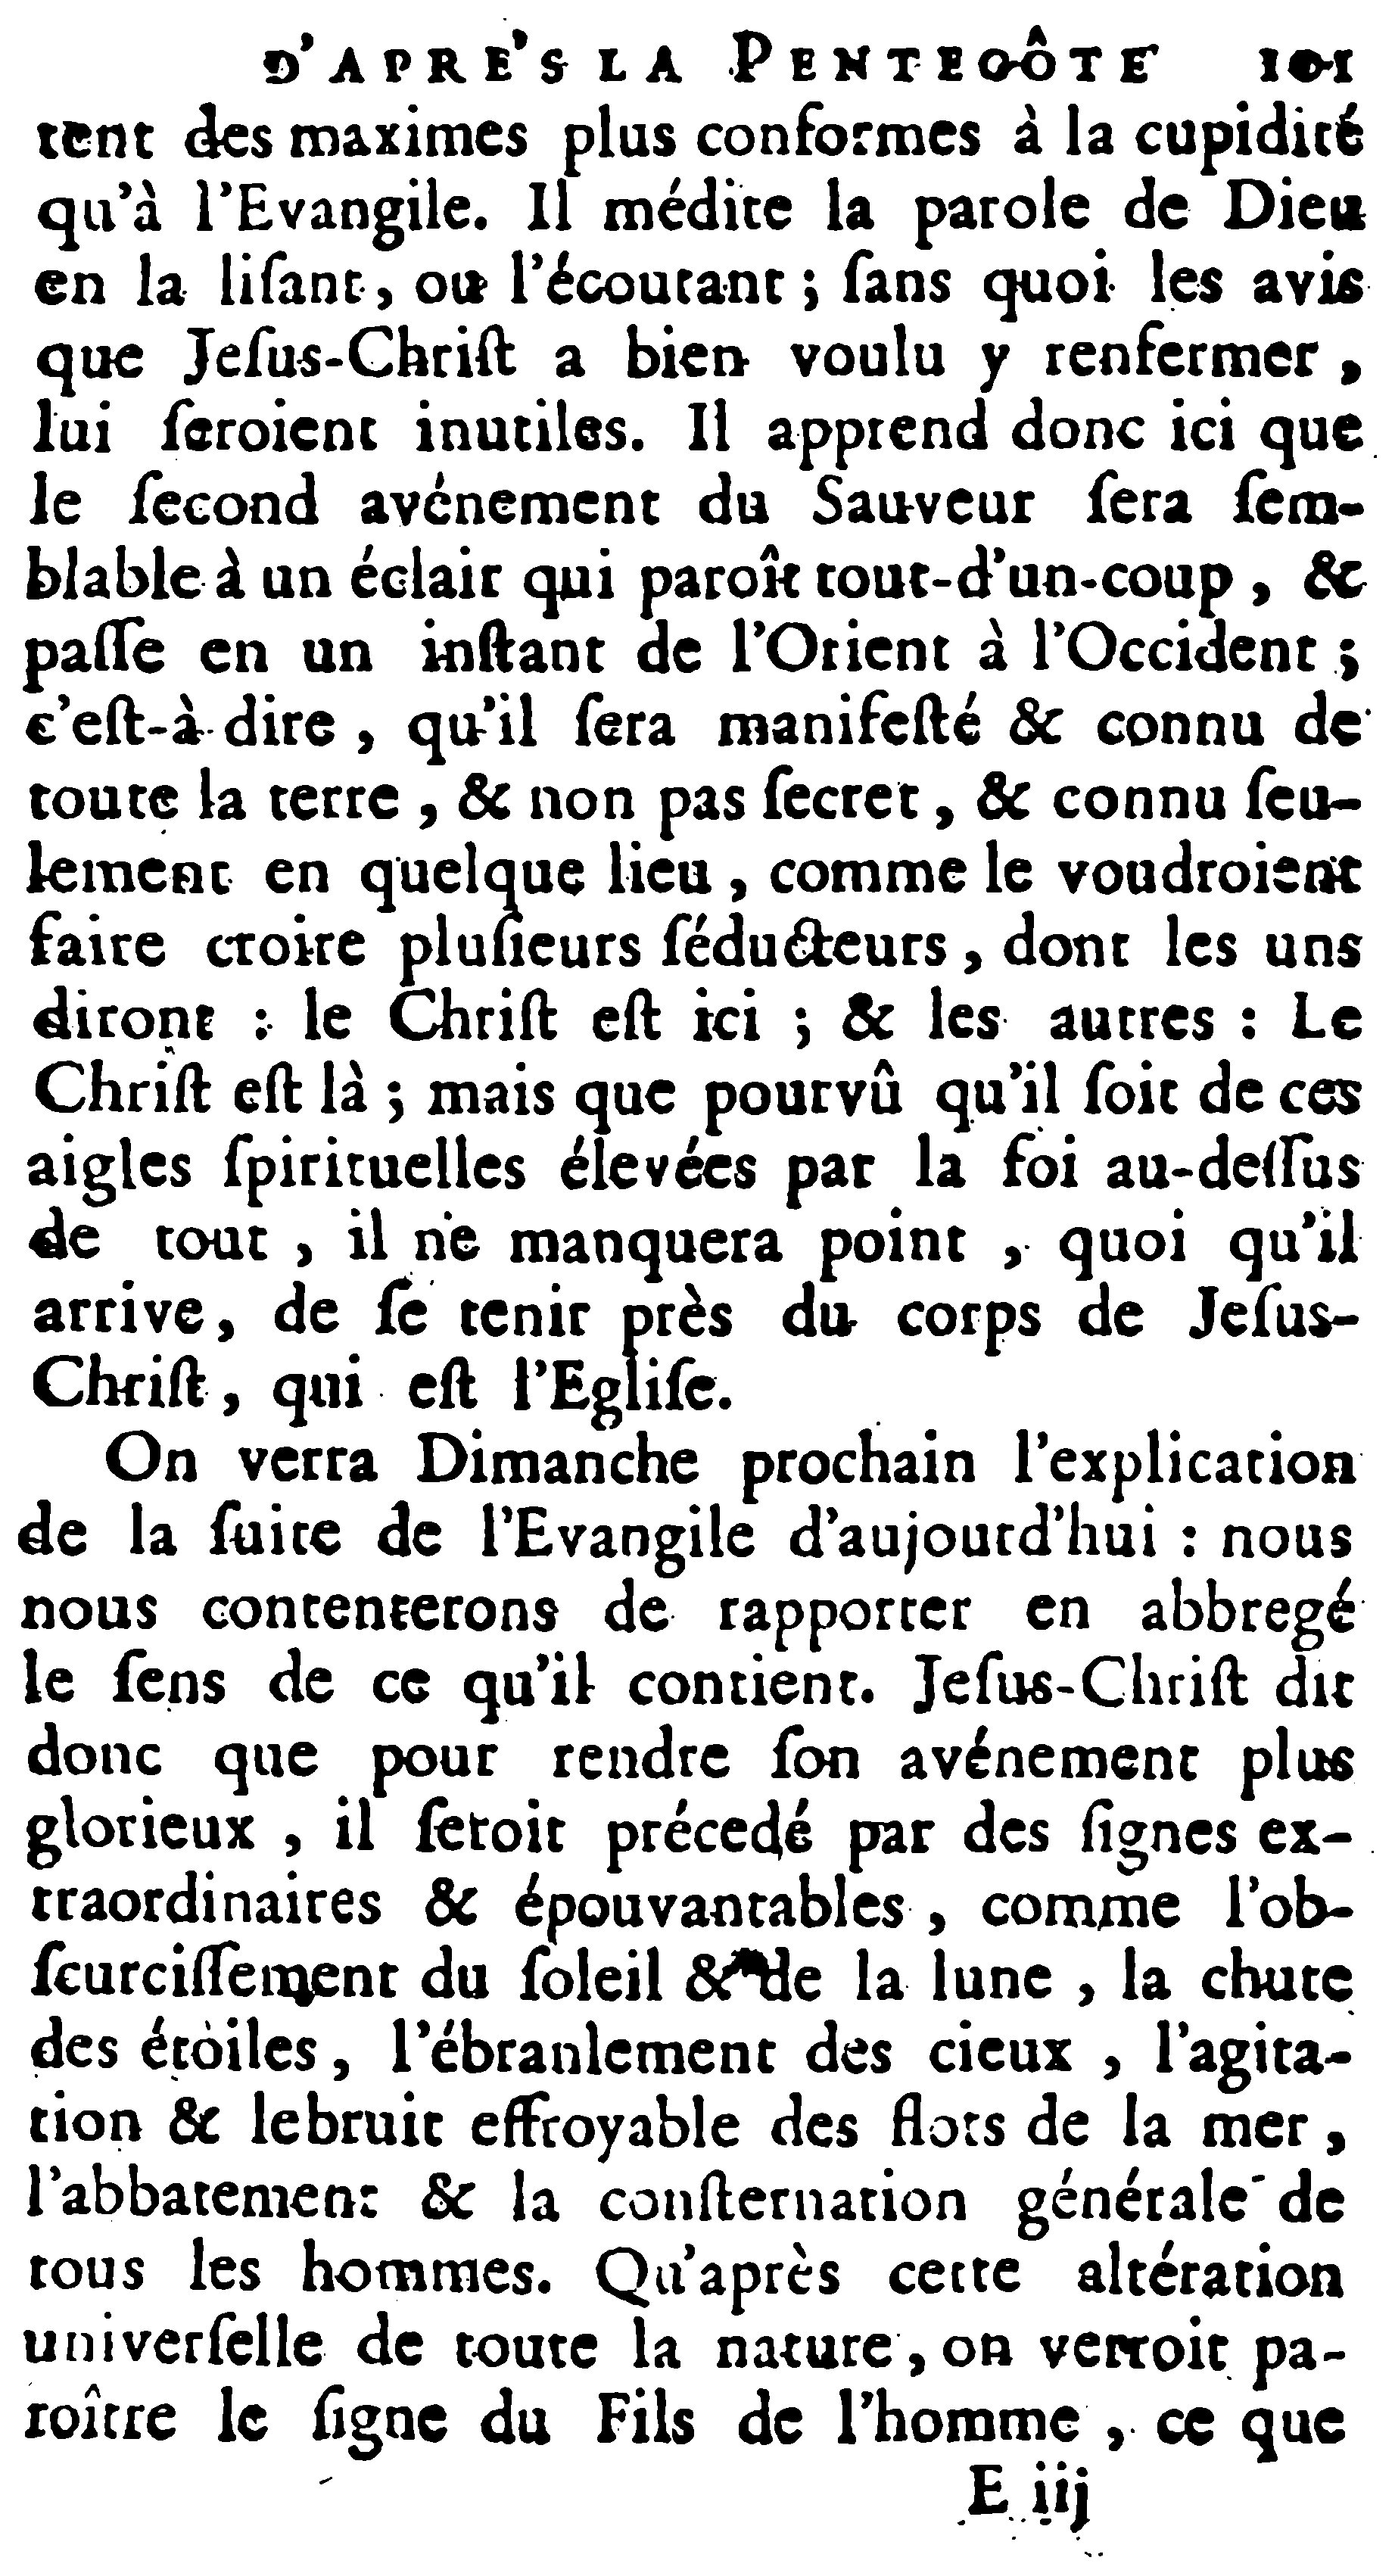 D'APRE'S LA PENTECÔTE 101
tent des maximes plus conformes à la cupidité
qu'à l'Evangile. Il médite la parole de Dieu
en la liſant, ou l'écoutant ; ſans quoi les avis
que Jeſus-Chriſt a bien voulu y renfermer ,
lui ſeroient inutiles. Il apprend donc ici que
le ſecond avénement du Sauveur ſera ſem-
blable à un éclair qui paroît tout-d'un-coup , &
paſſe en un inſtant de l'Orient à l'Occident ;
c'eſt-à-dire , qu'il ſera manifeſté & connu de
toute la terre , & non pas ſecret , & connu ſeu-
lement en quelque lieu , comme le voudroient
faire croire pluſieurs ſéducteurs , dont les uns
diront : le Chriſt eſt ici ; & les autres : Le
Chriſt eſt là ; mais que pourvû qu'il ſoit de ces
aigles ſpirituelles élevées par la foi au-deſſus
de tout , il ne manquera point , quoi qu'il
arrive, de ſe tenir près du corps de Jeſus-
Chriſt , qui eſt l'Egliſe.
On verra Dimanche prochain l'explication
de la ſuite de l'Evangile d'aujourd'hui : nous
nous contenterons de rapporter en abbregé
le ſens de ce qu'il contient. Jeſus-Chriſt dit
donc que pour rendre ſon avénement plus
glorieux , il ſeroit précedé par des ſignes ex-
traordinaires & épouvantables , comme l'ob-
ſcurciſſement du ſoleil & de la lune , la chute
des étoiles , l'ébranlement des cieux , l'agita-
tion & lebruit effroyable des flots de la mer ,
l'abbatement & la conſternation générale de
tous les hommes. Qu'après cette altération
univerſelle de toute la nature , on verroit pa-
roître le ſigne du Fils de l'homme , ce que
E iij